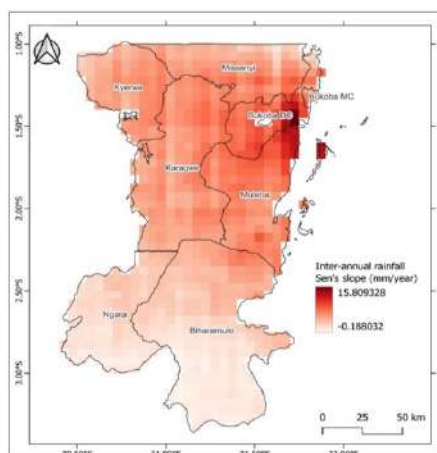 1.00°S
Kyerwa
Missenyi
Bukoba MC
Bukoba DC
1.50°S
Karagwe
Muleba
2.00°S
Inter-annual rainfall
Sen's slope (mm/year)
15.809328
-0.188032
2.50°S
Ngara
Biharamulo
3.00°S
0 25 50 km